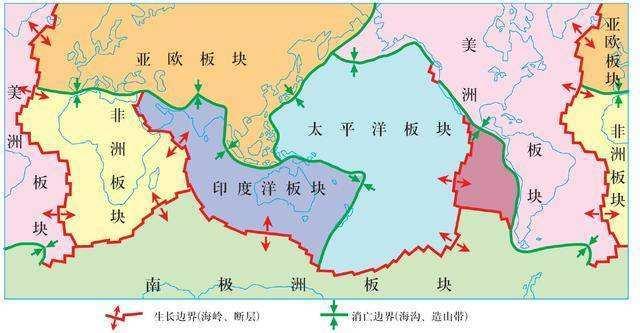 亚欧板块
美洲板块
非洲板块
太平洋板块
美洲板块
印度洋板块
南极洲板块
亚欧板块
非洲板块
生长边界(海岭、断层)
消亡边界(海沟、造山带)